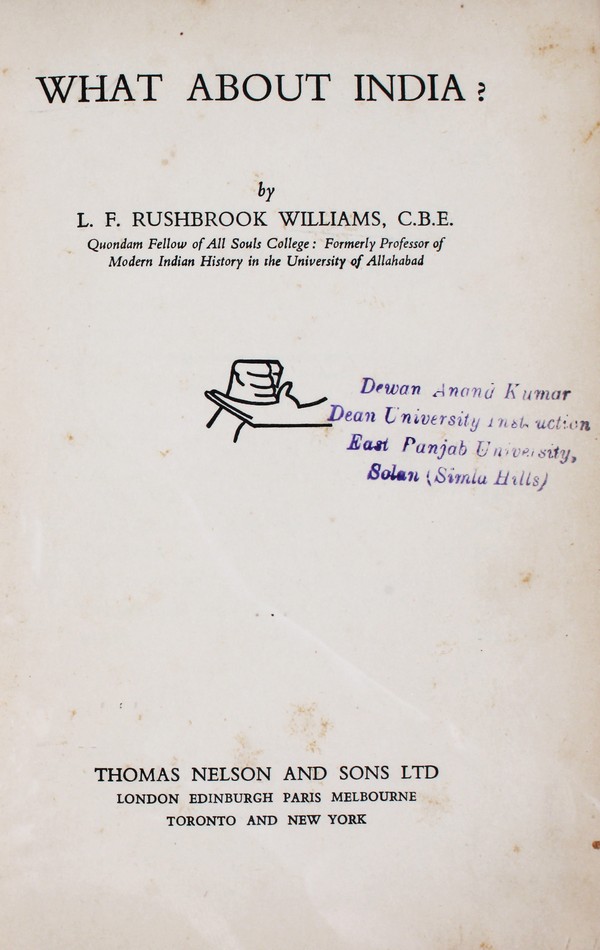 WHAT ABOUT INDIA?
by
L. F. RUSHBROOK WILLIAMS, C.B.E.
Quondam Fellow of All Souls College: Formerly Professor of
Modern Indian History in the University of Allahabad
Dewan Anand Kumar
Dean University Instruction
East Panjab University,
Solan (Simla Hills)
THOMAS NELSON AND SONS LTD
LONDON EDINBURGH PARIS MELBOURNE
TORONTO AND NEW YORK